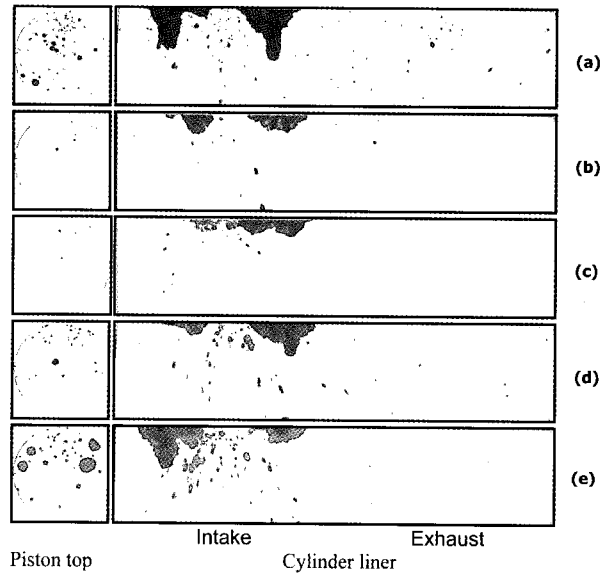 (a)
(b)
(c)
(d)
(e)
Intake Exhaust
Piston top Cylinder liner